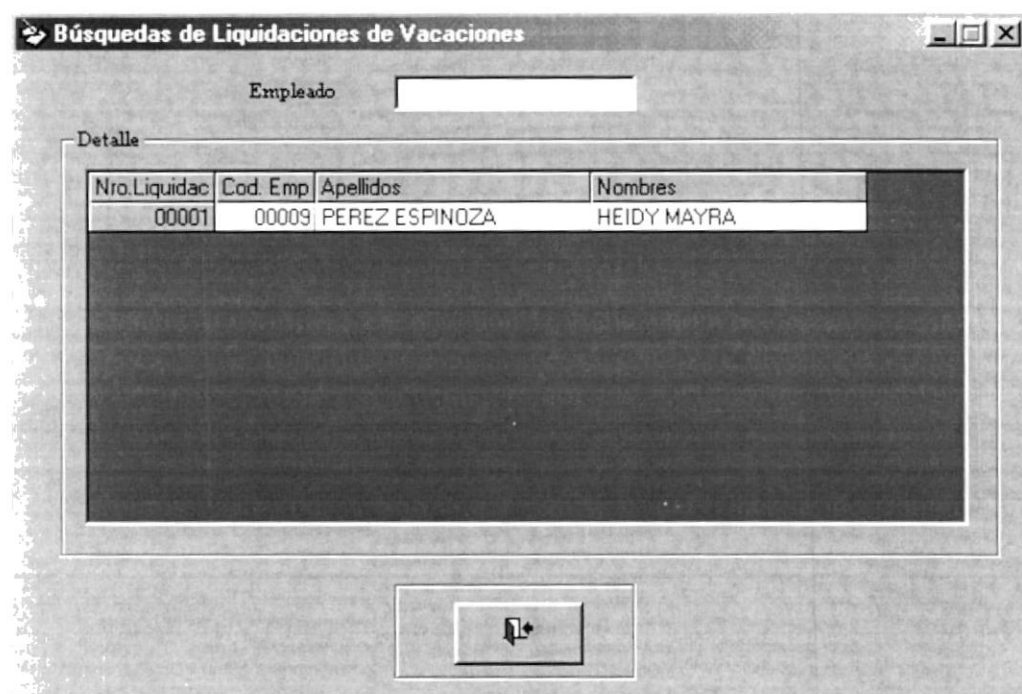 Búsquedas de Liquidaciones de Vacaciones
Empleado
Detalle
Nro.Liquidac Cod. Emp Apellidos Nombres
00001 00009 PEREZ ESPINOZA HEIDY MAYRA